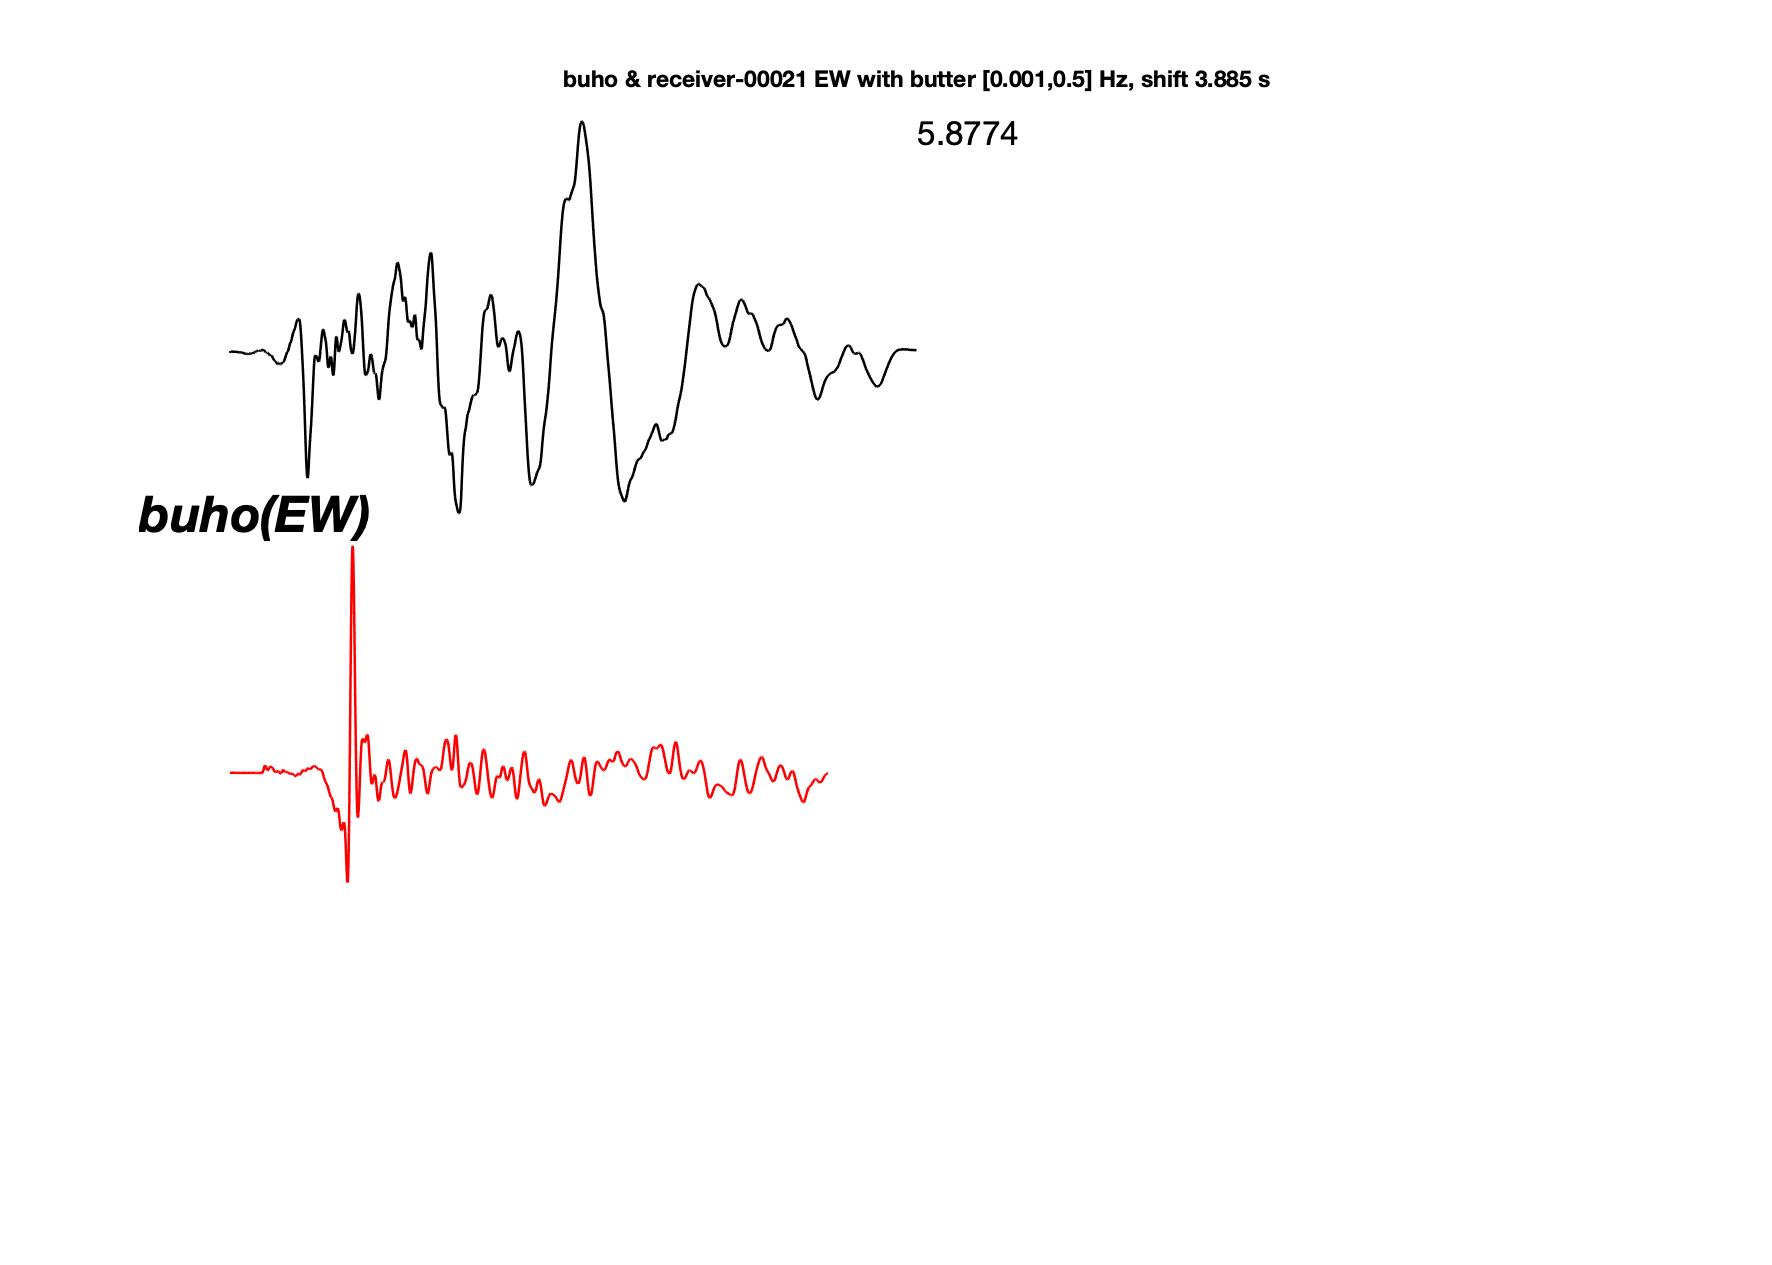 buho & receiver-00021 EW with butter [0.001,0.5] Hz, shift 3.885 s
5.8774
buho(EW)